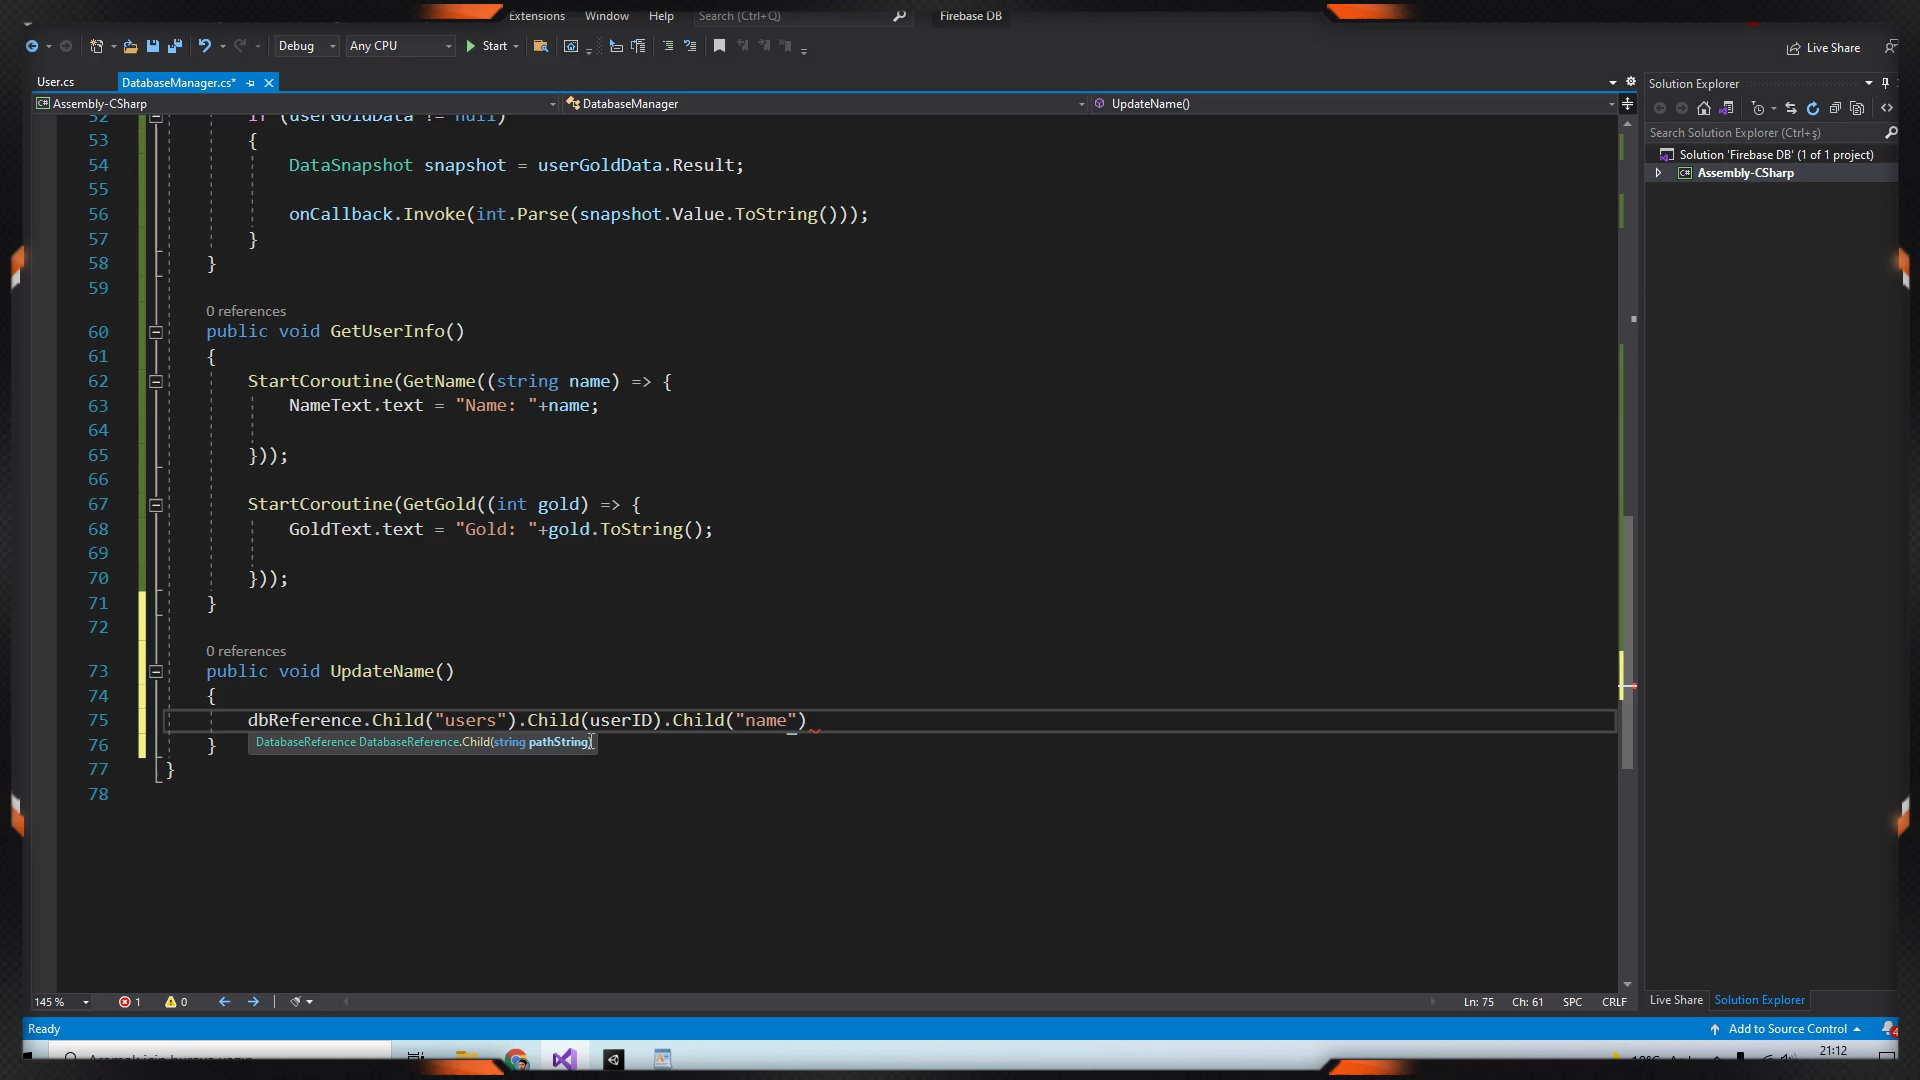 Extensions Window Help Search (Ctrl+Q) Firebase DB
Debug Any CPU Start Live Share
User.cs DatabaseManager.cs* Solution Explorer
Assembly-CSharp DatabaseManager UpdateName()
Search Solution Explorer (Ctrl+ş)
Solution 'Firebase DB' (1 of 1 project)
Assembly-CSharp
52 if (userGoldData != null)
53 {
54 DataSnapshot snapshot = userGoldData.Result;
55
56 onCallback.Invoke(int.Parse(snapshot.Value.ToString()));
57 }
58 }
59
0 references
60 public void GetUserInfo()
61 {
62 StartCoroutine(GetName((string name) => {
63 NameText.text = "Name: "+name;
64
65 }));
66
67 StartCoroutine(GetGold((int gold) => {
68 GoldText.text = "Gold: "+gold.ToString();
69
70 }));
71 }
72
0 references
73 public void UpdateName()
74 {
75 dbReference.Child("users").Child(userID).Child("name")
76 }
DatabaseReference DatabaseReference.Child(string pathString)
77 }
78
145 % 1 0 Ln: 75 Ch: 61 SPC CRLF
Live Share Solution Explorer
Ready Add to Source Control 4
21:12